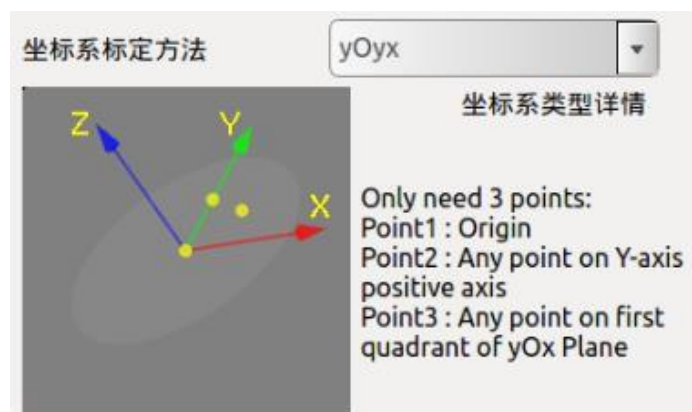 坐标系标定方法
yOyx
坐标系类型详情
Z
Y
X
Only need 3 points:
Point1 : Origin
Point2 : Any point on Y-axis
positive axis
Point3 : Any point on first
quadrant of yOx Plane